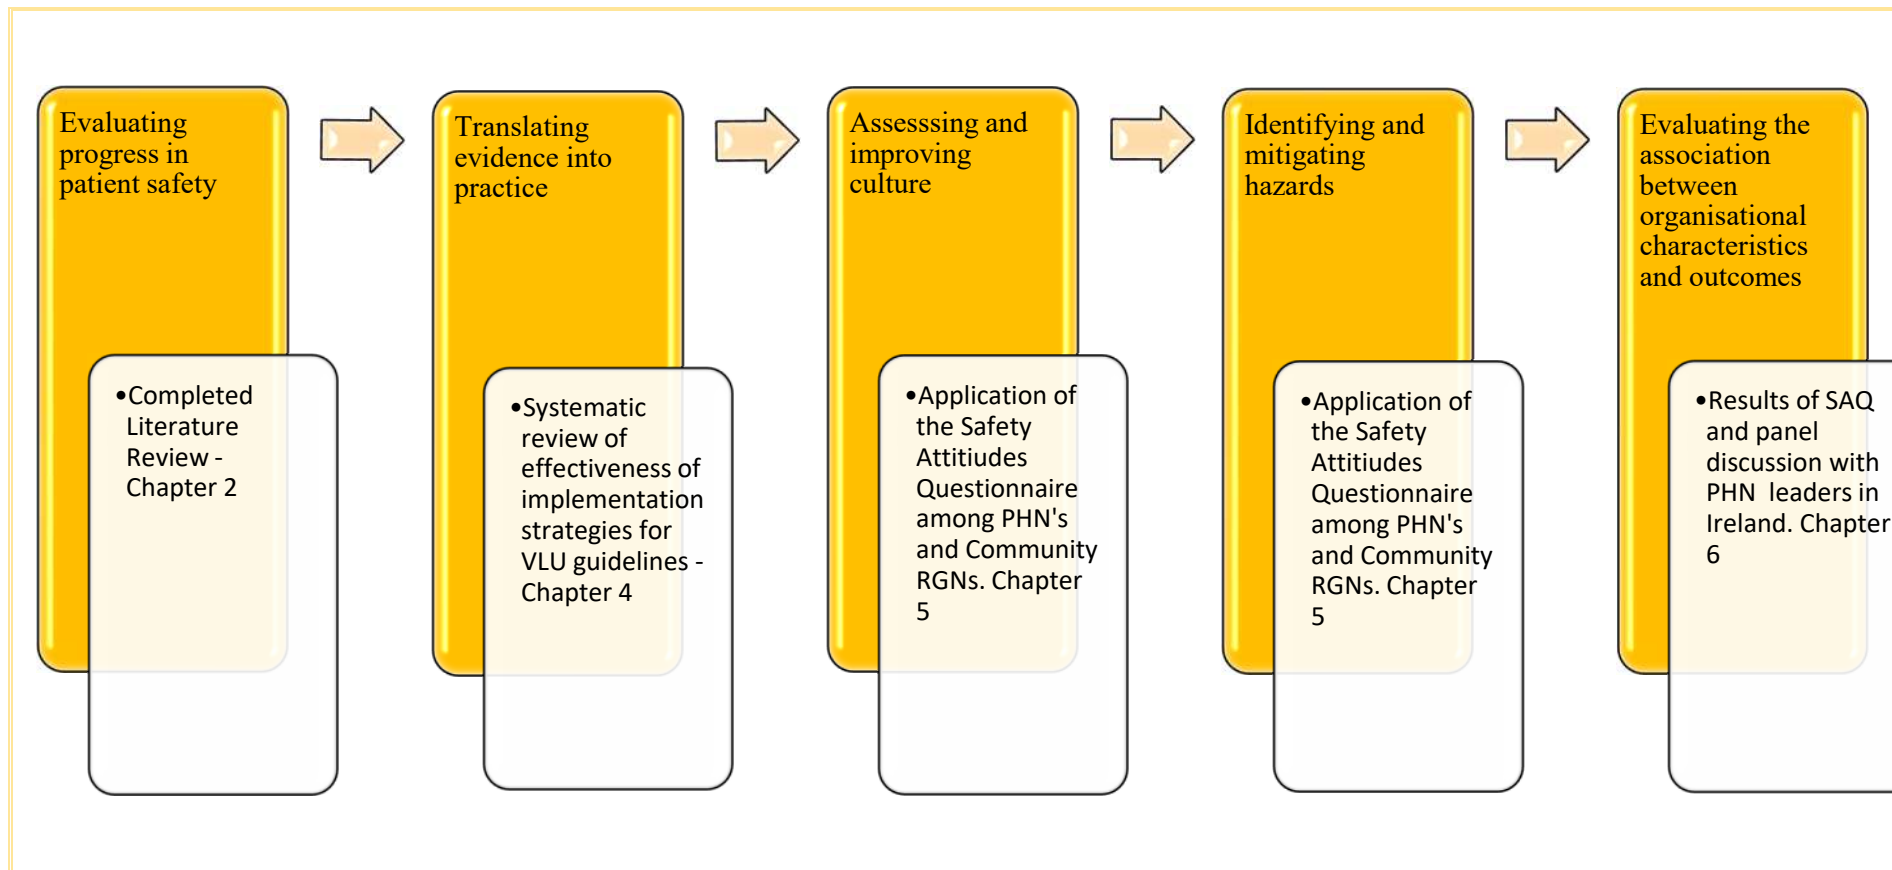 Evaluating
progress in
patient safety
•Completed
Literature
Review -
Chapter 2
Translating
evidence into
practice
•Systematic
review of
effectiveness of
implementation
strategies for
VLU guidelines -
Chapter 4
Assesssing and
improving
culture
•Application of
the Safety
Attitiudes
Questionnaire
among PHN's
and Community
RGNs. Chapter
5
Identifying and
mitigating
hazards
•Application of
the Safety
Attitiudes
Questionnaire
among PHN's
and Community
RGNs. Chapter
5
Evaluating the
association
between
organisational
characteristics
and outcomes
•Results of SAQ
and panel
discussion with
PHN  leaders in
Ireland. Chapter
6